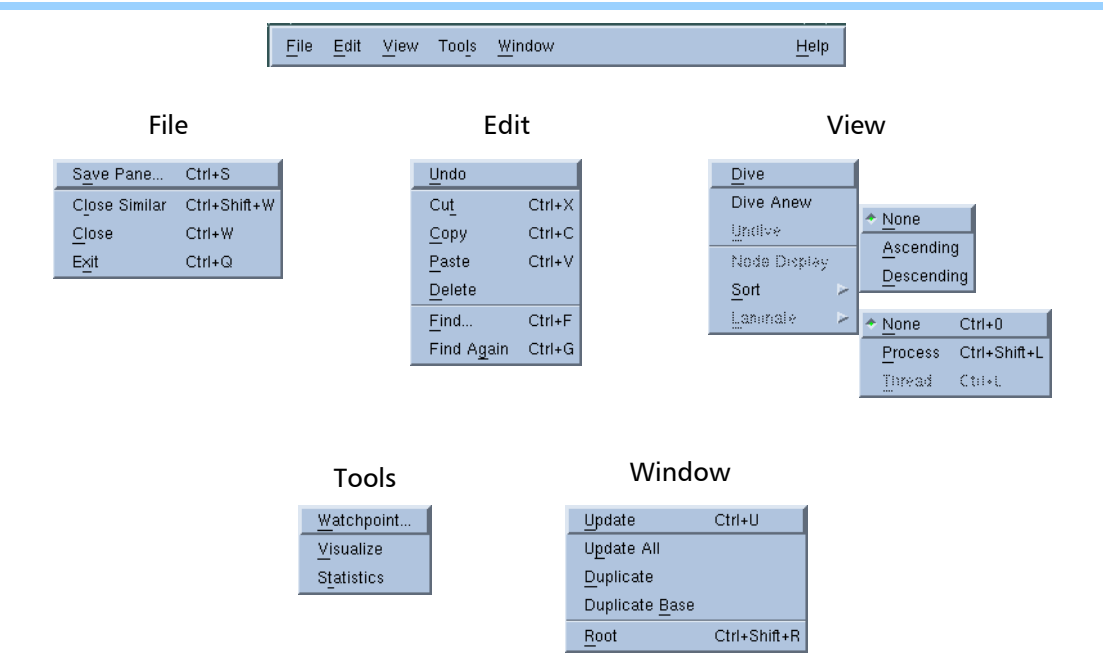 File Edit View Tools Window Help
File
Save Pane... Ctrl+S
Close Similar Ctrl+Shift+W
Close Ctrl+W
Exit Ctrl+Q
Edit
Undo
Cut Ctrl+X
Copy Ctrl+C
Paste Ctrl+V
Delete
Find... Ctrl+F
Find Again Ctrl+G
View
Dive
Dive Anew
Undive
Node Display
Sort
Laminate
None
Ascending
Descending
None Ctrl+0
Process Ctrl+Shift+L
Thread Ctrl+L
Tools
Watchpoint...
Visualize
Statistics
Window
Update Ctrl+U
Update All
Duplicate
Duplicate Base
Root Ctrl+Shift+R